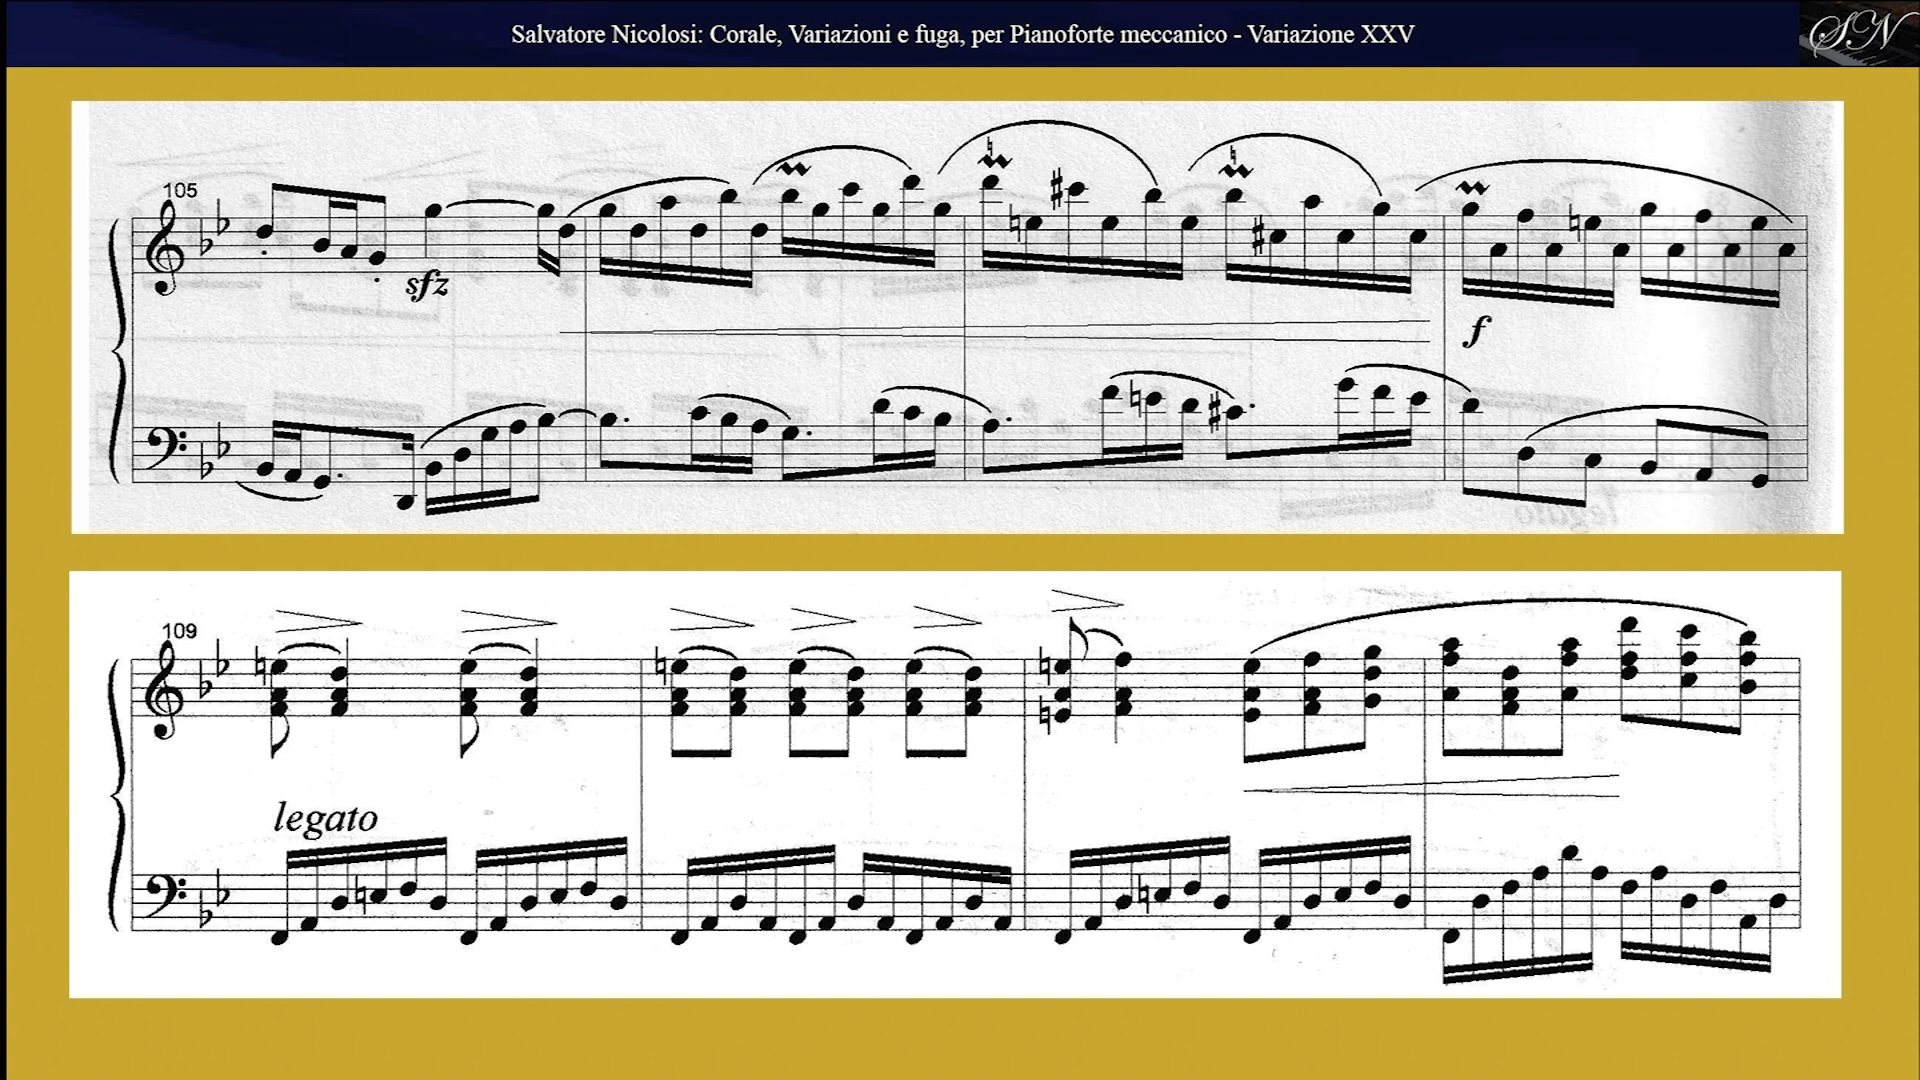 Salvatore Nicolosi: Corale, Variazioni e fuga, per Pianoforte meccanico - Variazione XXV
SN
105
sfz
f
109
legato